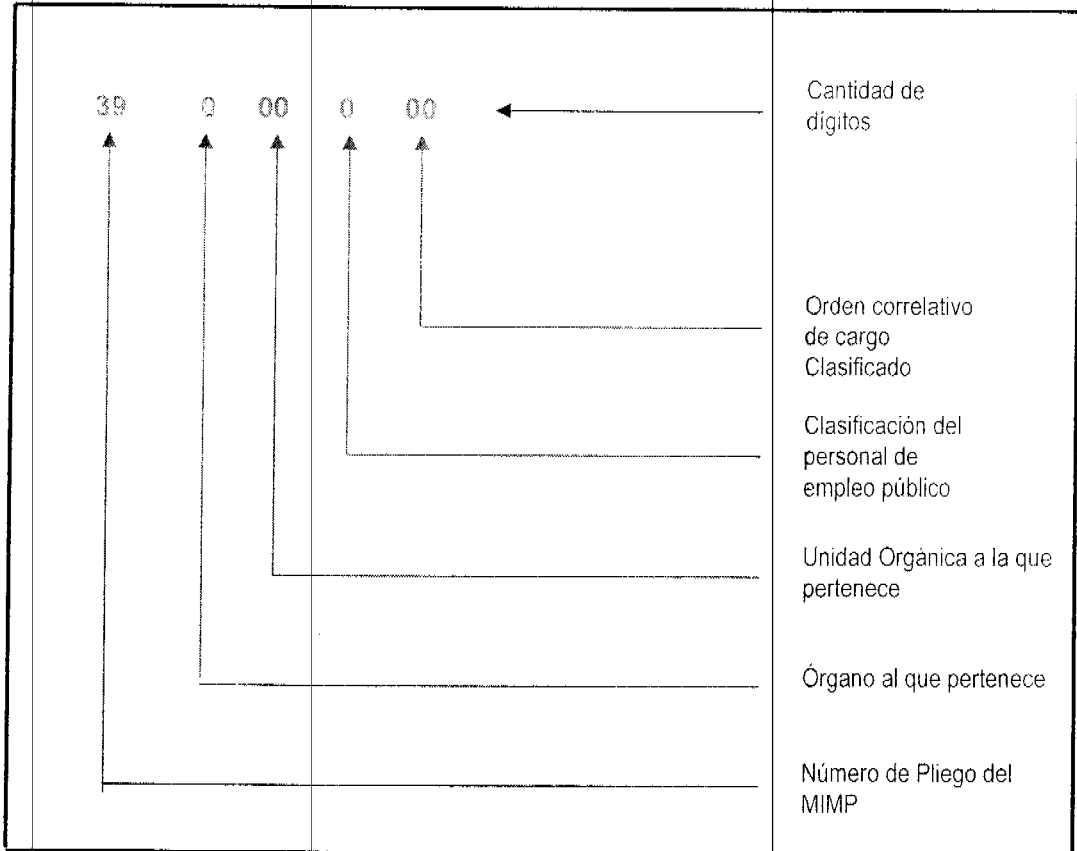 39 0 00 0 00
Cantidad de
dígitos
Orden correlativo
de cargo
Clasificado
Clasificación del
personal de
empleo público
Unidad Orgánica a la que
pertenece
Órgano al que pertenece
Número de Pliego del
MIMP